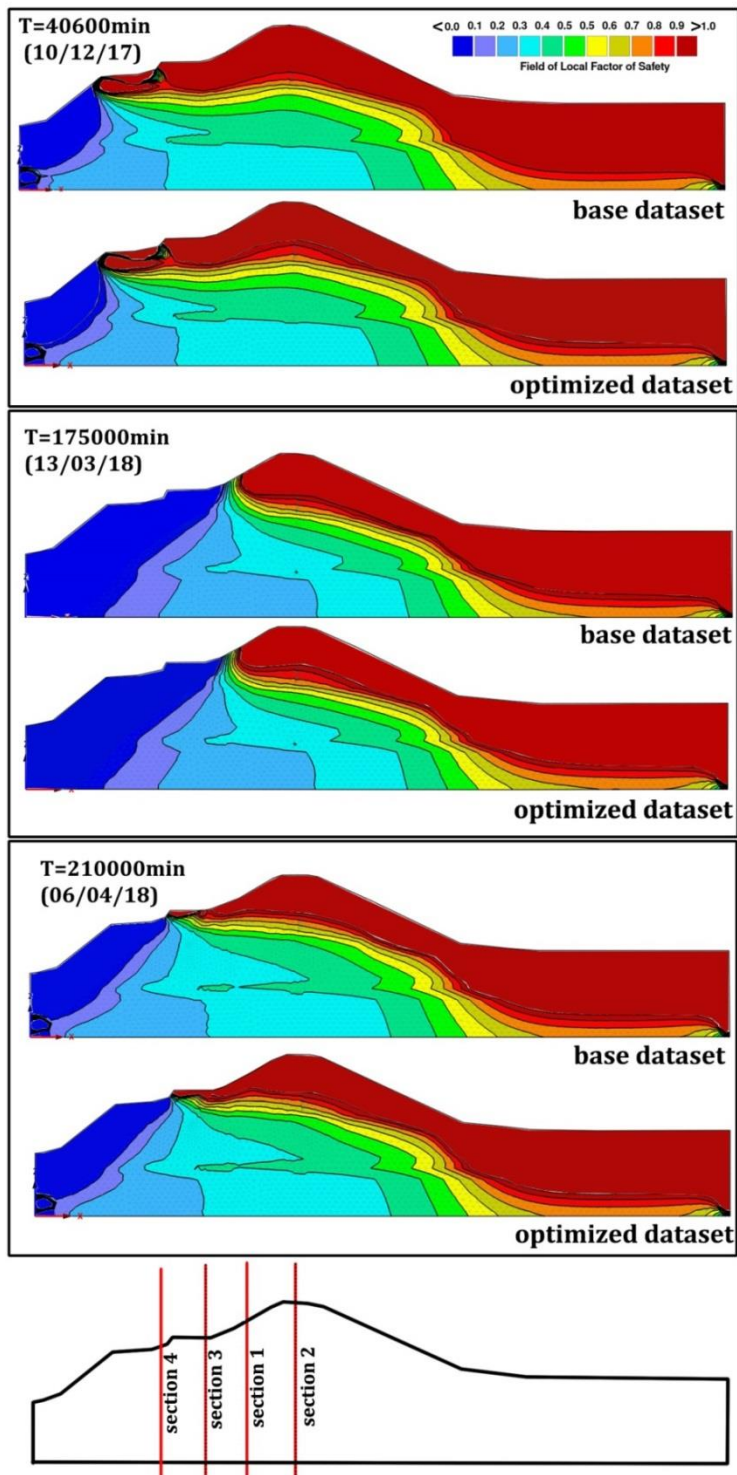 T=40600min
(10/12/17)
<0.0 0.1 0.2 0.3 0.4 0.5 0.6 0.7 0.8 0.9 >1.0
Field of Local Factor of Safety
base dataset
optimized dataset
T=175000min
(13/03/18)
base dataset
optimized dataset
T=210000min
(06/04/18)
base dataset
optimized dataset
section 4
section 3
section 1
section 2